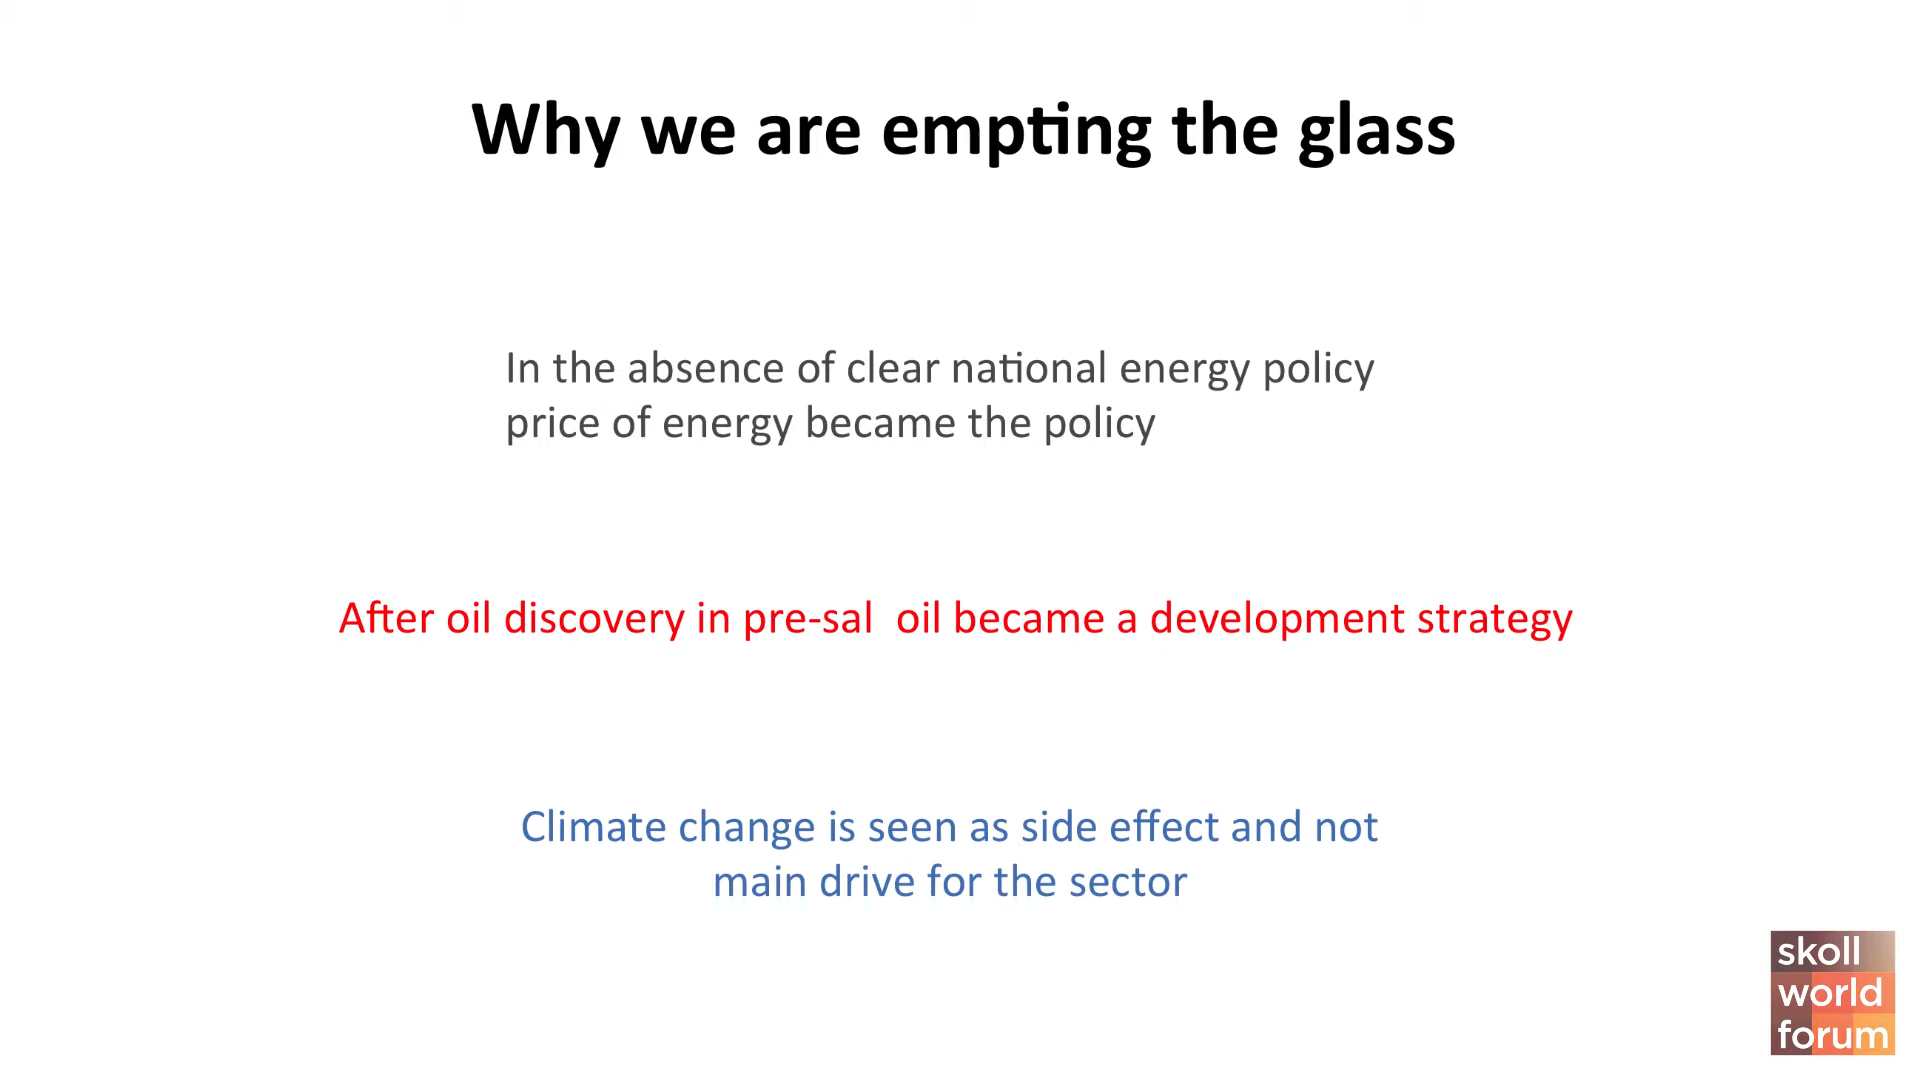 Why we are empting the glass
In the absence of clear national energy policy
price of energy became the policy
After oil discovery in pre-sal  oil became a development strategy
Climate change is seen as side effect and not
main drive for the sector
skoll
world
forum